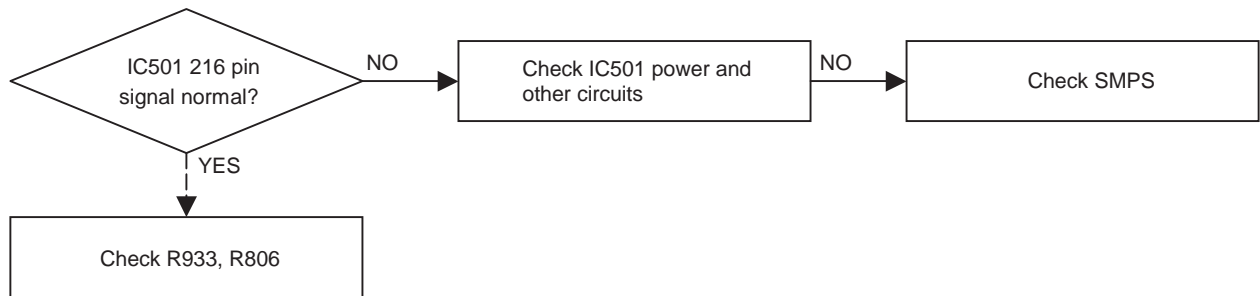 IC501 216 pin
signal normal?
NO
Check IC501 power and
other circuits
NO
Check SMPS
YES
Check R933, R806